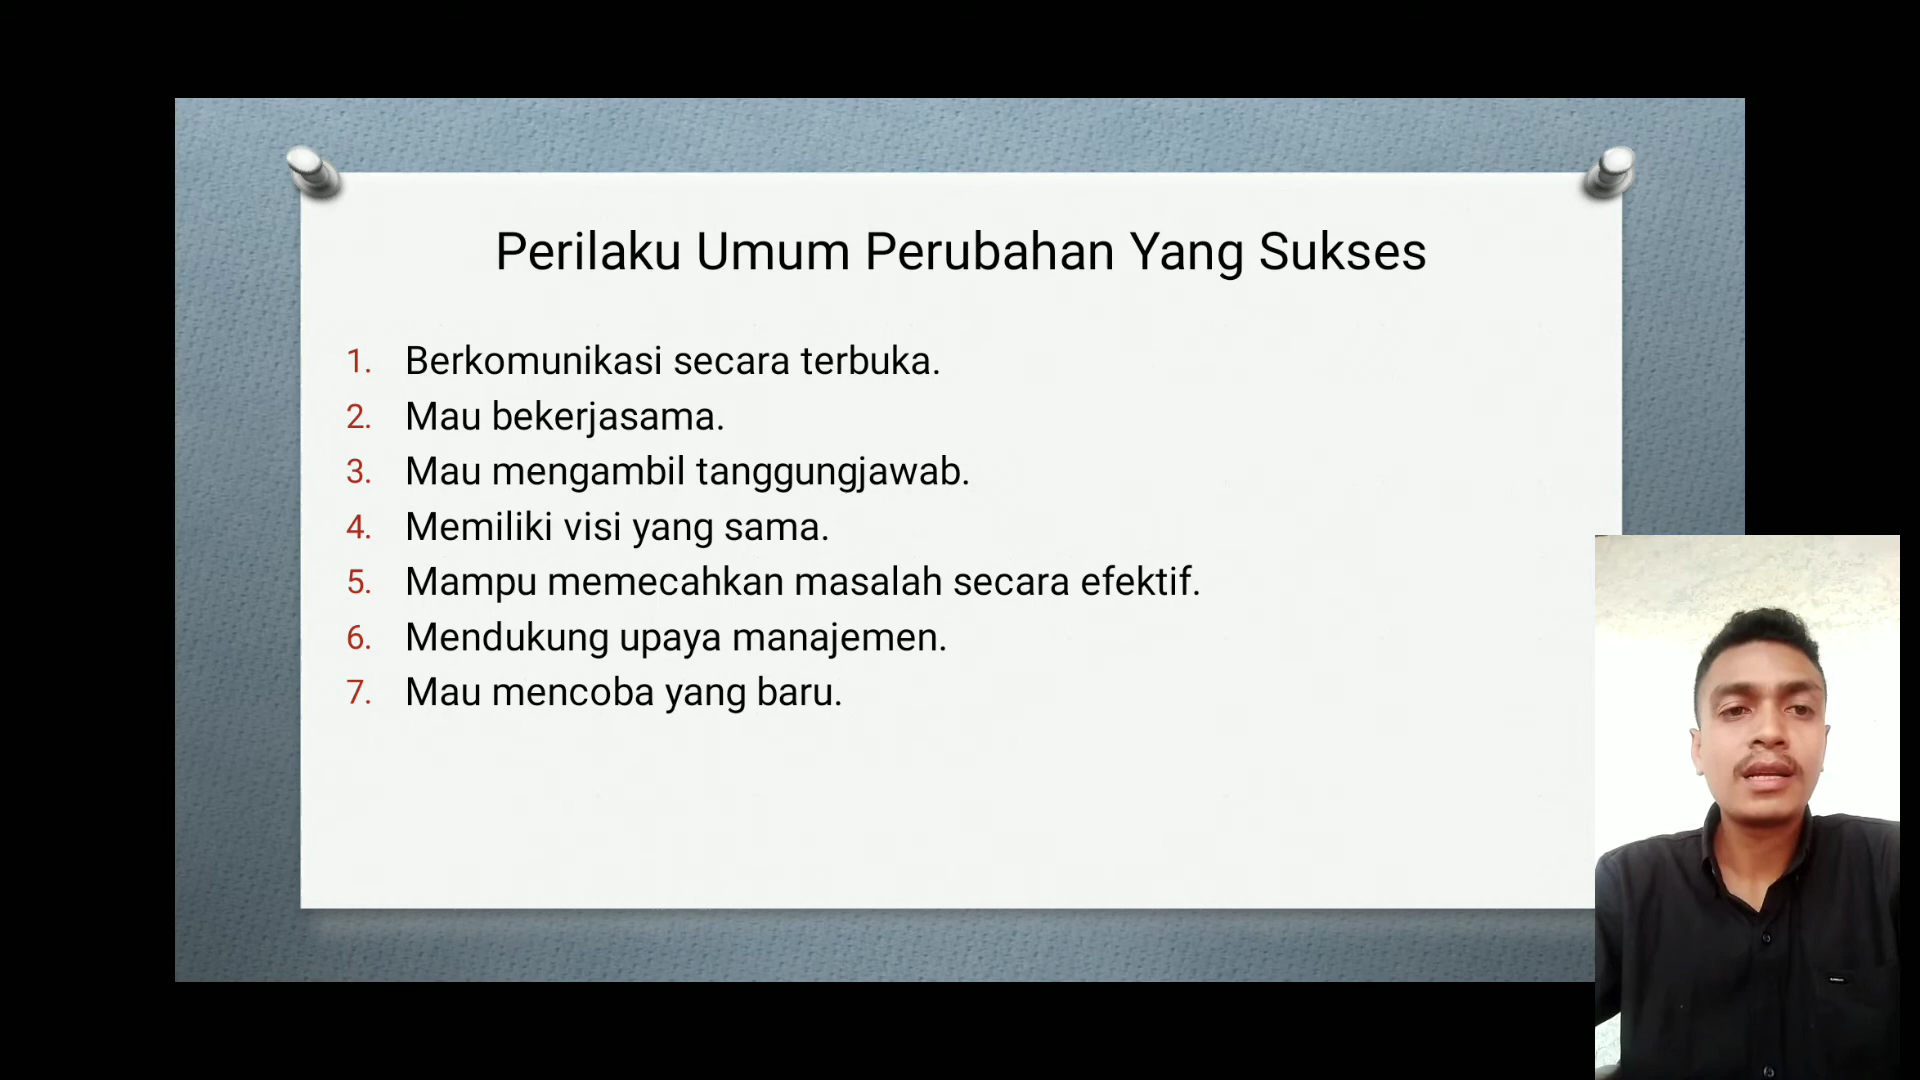 Perilaku Umum Perubahan Yang Sukses
1. Berkomunikasi secara terbuka.
2. Mau bekerjasama.
3. Mau mengambil tanggungjawab.
4. Memiliki visi yang sama.
5. Mampu memecahkan masalah secara efektif.
6. Mendukung upaya manajemen.
7. Mau mencoba yang baru.